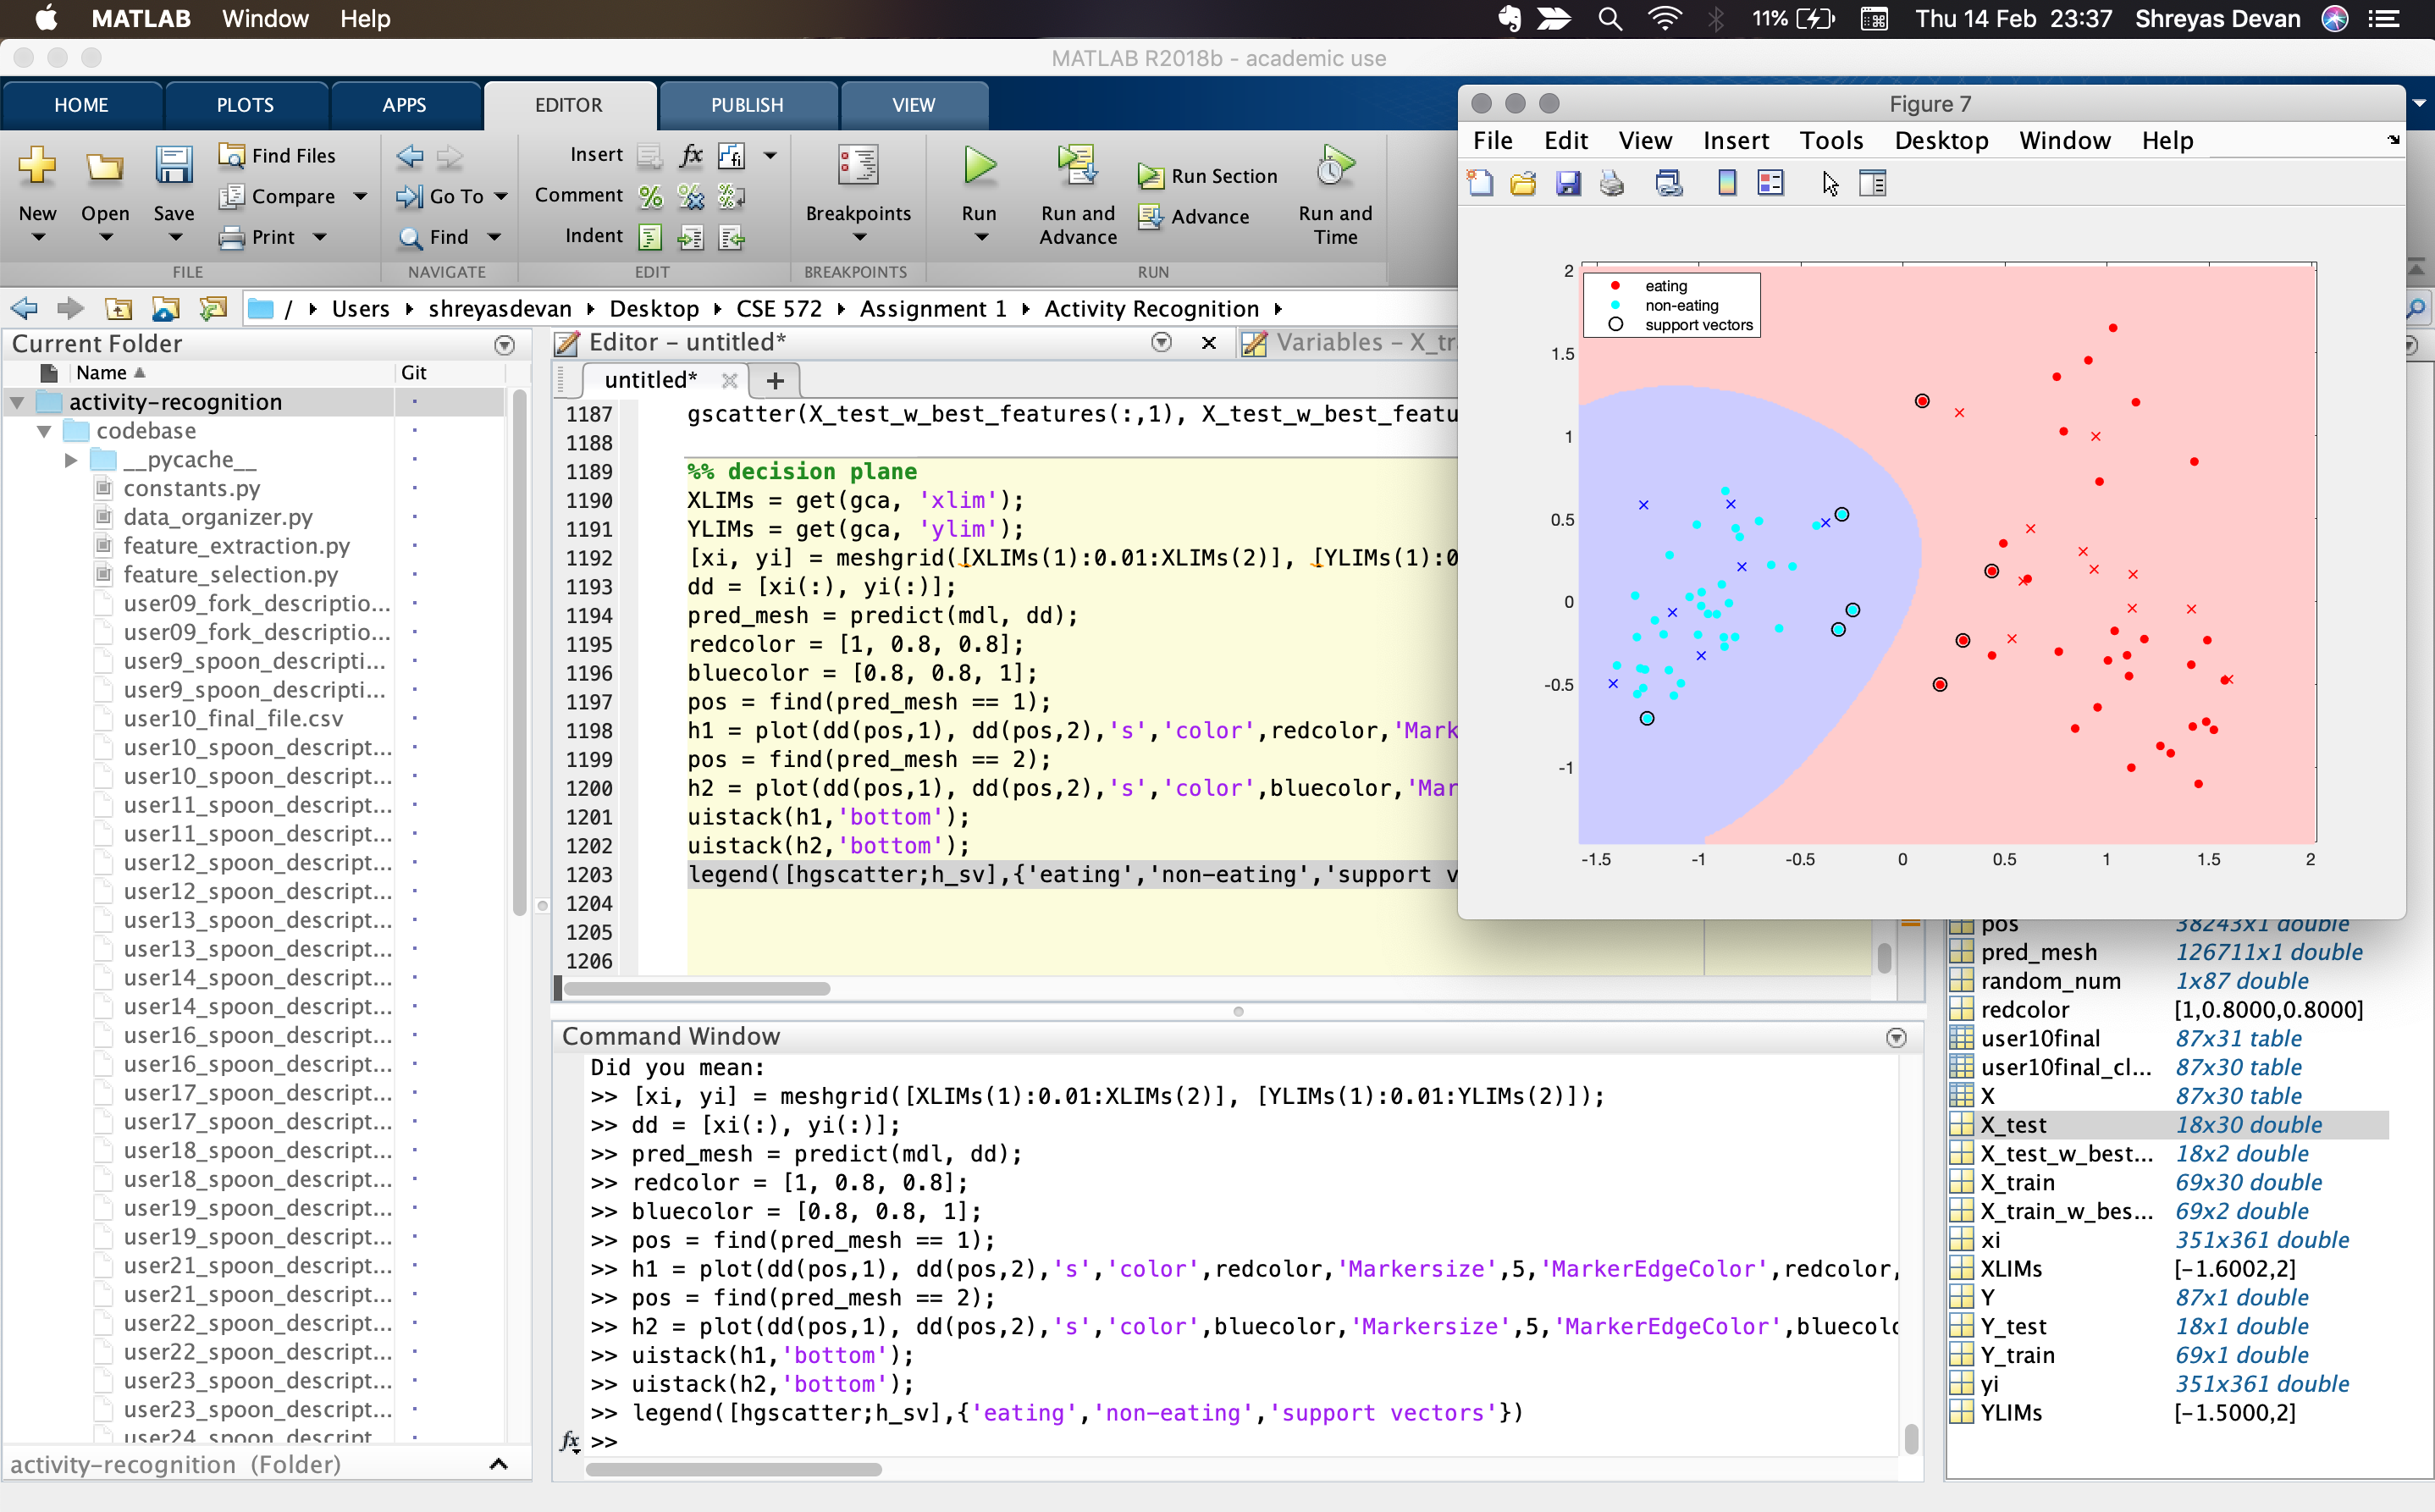 MATLAB Window Help
11% Thu 14 Feb 23:37 Shreyas Devan
MATLAB R2018b - academic use
HOME PLOTS APPS EDITOR PUBLISH VIEW
New Open Save
Find Files
Compare
Print
FILE
Go To
Find
NAVIGATE
Insert fx fi
Comment
Indent
EDIT
Breakpoints
BREAKPOINTS
Run
Run and Advance
Run Section
Advance
Run and Time
RUN
/ Users shreyasdevan Desktop CSE 572 Assignment 1 Activity Recognition
Current Folder
Name Git
activity-recognition
codebase
__pycache__
constants.py
data_organizer.py
feature_extraction.py
feature_selection.py
user09_fork_descriptio...
user09_fork_descriptio...
user9_spoon_descripti...
user9_spoon_descripti...
user10_final_file.csv
user10_spoon_descript...
user10_spoon_descript...
user11_spoon_descript...
user11_spoon_descript...
user12_spoon_descript...
user12_spoon_descript...
user13_spoon_descript...
user13_spoon_descript...
user14_spoon_descript...
user14_spoon_descript...
user16_spoon_descript...
user16_spoon_descript...
user17_spoon_descript...
user17_spoon_descript...
user18_spoon_descript...
user18_spoon_descript...
user19_spoon_descript...
user19_spoon_descript...
user21_spoon_descript...
user21_spoon_descript...
user22_spoon_descript...
user22_spoon_descript...
user23_spoon_descript...
user23_spoon_descript...
user24_spoon_descript
activity-recognition (Folder)
Editor - untitled*
Variables - X_tr
untitled*
1187 gscatter(X_test_w_best_features(:,1), X_test_w_best_featu
1188
1189 %% decision plane
1190 XLIMs = get(gca, 'xlim');
1191 YLIMs = get(gca, 'ylim');
1192 [xi, yi] = meshgrid([XLIMs(1):0.01:XLIMs(2)], [YLIMs(1):0
1193 dd = [xi(:), yi(:)];
1194 pred_mesh = predict(mdl, dd);
1195 redcolor = [1, 0.8, 0.8];
1196 bluecolor = [0.8, 0.8, 1];
1197 pos = find(pred_mesh == 1);
1198 h1 = plot(dd(pos,1), dd(pos,2),'s','color',redcolor,'Mark
1199 pos = find(pred_mesh == 2);
1200 h2 = plot(dd(pos,1), dd(pos,2),'s','color',bluecolor,'Mar
1201 uistack(h1,'bottom');
1202 uistack(h2,'bottom');
1203 legend([hgscatter;h_sv],{'eating','non-eating','support v
1204
1205
1206
Command Window
Did you mean:
>> [xi, yi] = meshgrid([XLIMs(1):0.01:XLIMs(2)], [YLIMs(1):0.01:YLIMs(2)]);
>> dd = [xi(:), yi(:)];
>> pred_mesh = predict(mdl, dd);
>> redcolor = [1, 0.8, 0.8];
>> bluecolor = [0.8, 0.8, 1];
>> pos = find(pred_mesh == 1);
>> h1 = plot(dd(pos,1), dd(pos,2),'s','color',redcolor,'Markersize',5,'MarkerEdgeColor',redcolor,
>> pos = find(pred_mesh == 2);
>> h2 = plot(dd(pos,1), dd(pos,2),'s','color',bluecolor,'Markersize',5,'MarkerEdgeColor',bluecolo
>> uistack(h1,'bottom');
>> uistack(h2,'bottom');
>> legend([hgscatter;h_sv],{'eating','non-eating','support vectors'})
fx >>
Figure 7
File Edit View Insert Tools Desktop Window Help
eating
non-eating
support vectors
2
1.5
1
0.5
0
-0.5
-1
-1.5 -1 -0.5 0 0.5 1 1.5 2
pos 38243x1 double
pred_mesh 126711x1 double
random_num 1x87 double
redcolor [1,0.8000,0.8000]
user10final 87x31 table
user10final_cl... 87x30 table
X 87x30 table
X_test 18x30 double
X_test_w_best... 18x2 double
X_train 69x30 double
X_train_w_bes... 69x2 double
xi 351x361 double
XLIMs [-1.6002,2]
Y 87x1 double
Y_test 18x1 double
Y_train 69x1 double
yi 351x361 double
YLIMs [-1.5000,2]